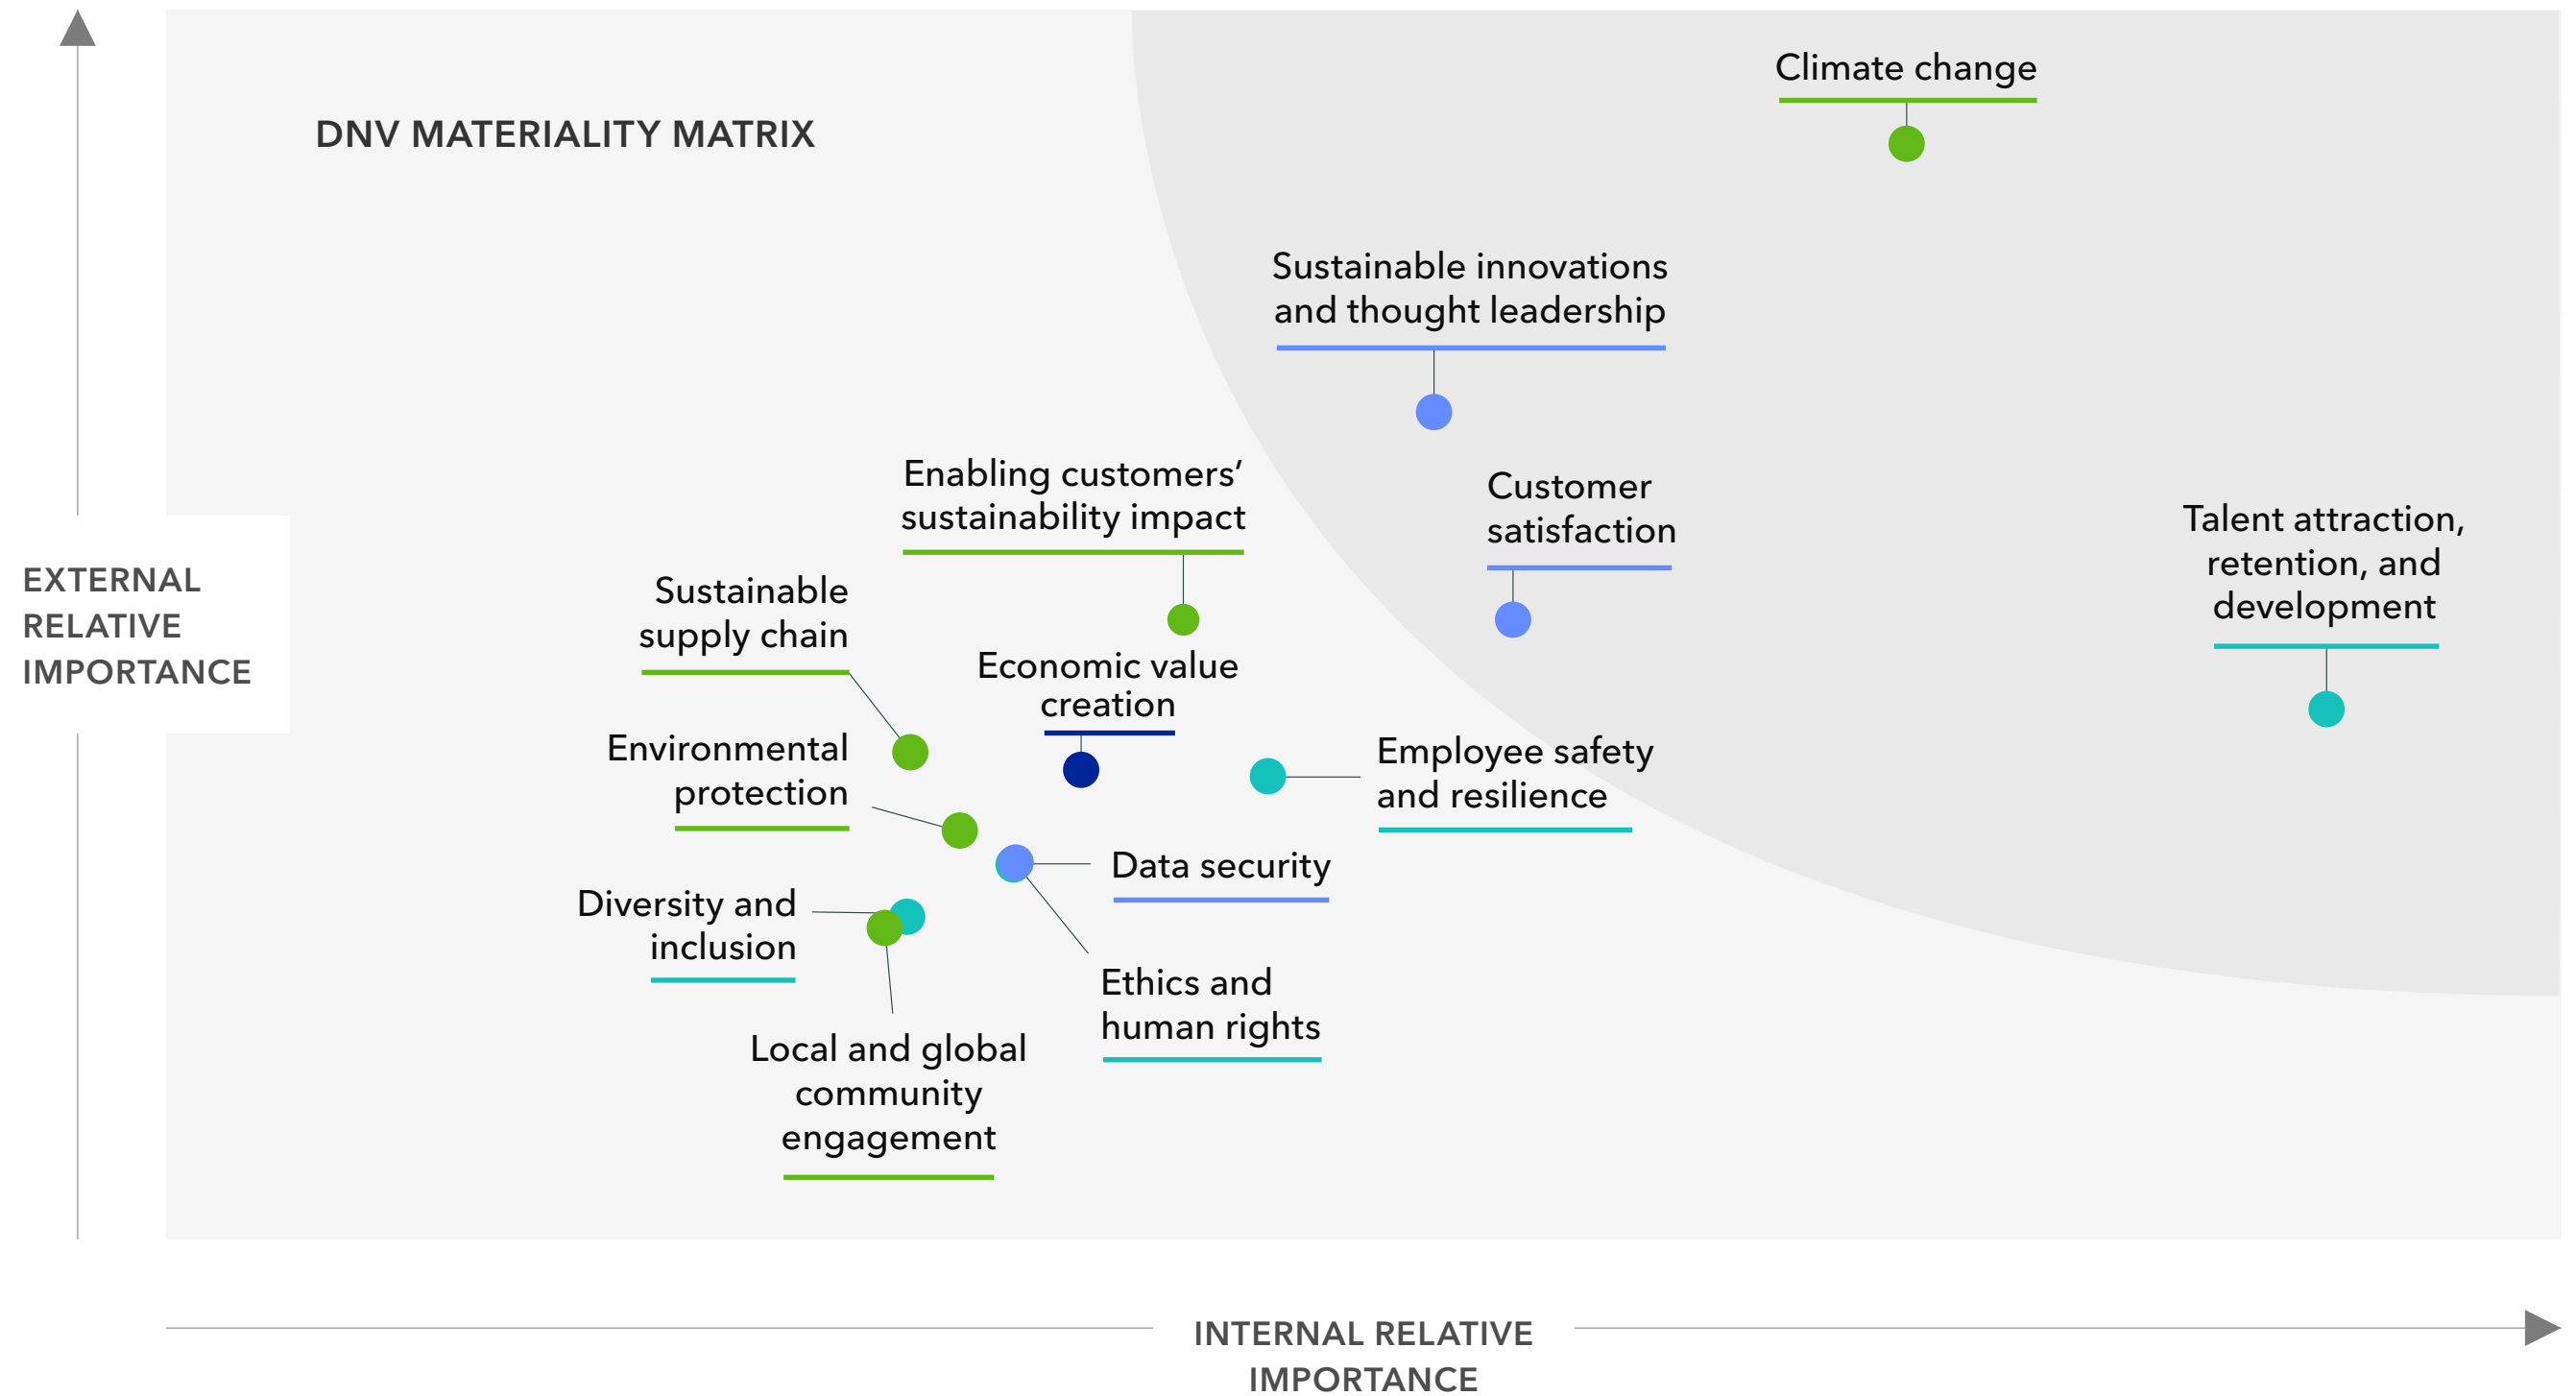 Climate change
DNV MATERIALITY MATRIX
Sustainable innovations
and thought leadership
Enabling customers’
sustainability impact
Customer
satisfaction
Talent attraction,
retention, and
development
EXTERNAL
RELATIVE
IMPORTANCE
Sustainable
supply chain
Economic value
creation
Environmental
protection
Employee safety
and resilience
Data security
Diversity and
inclusion
Ethics and
human rights
Local and global
community
engagement
INTERNAL RELATIVE
IMPORTANCE